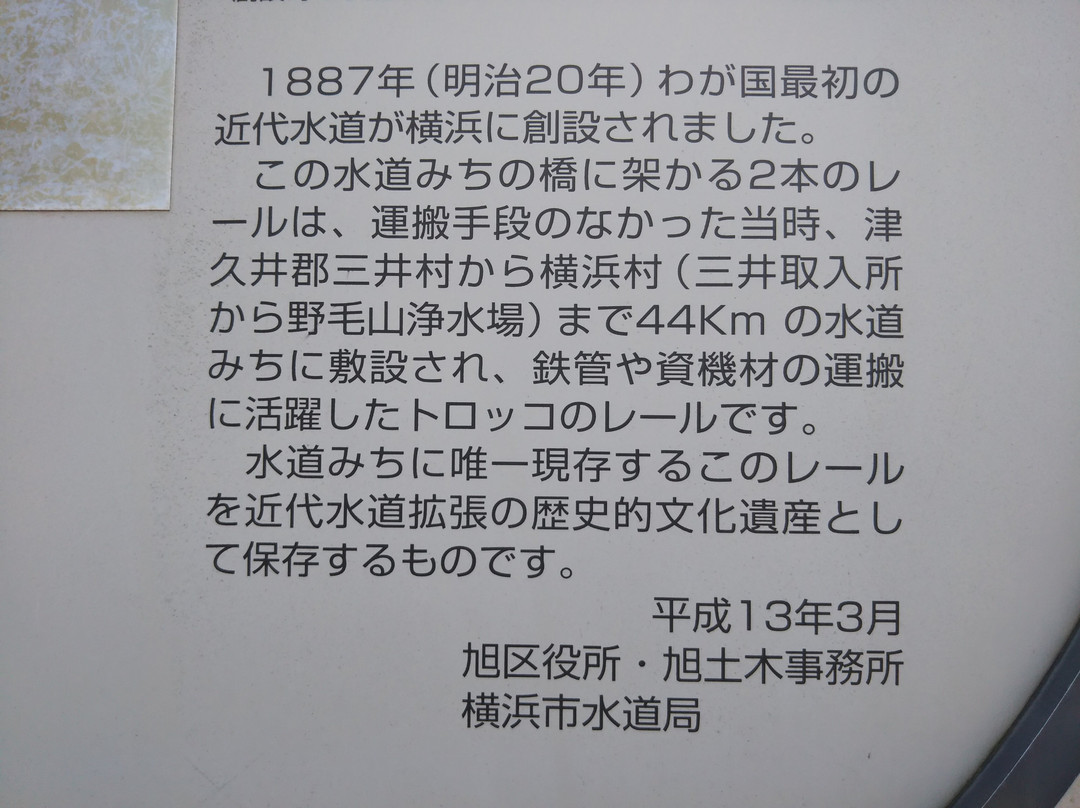 1887年（明治20年）わが国最初の
近代水道が横浜に創設されました。
この水道みちの橋に架かる2本のレ
ールは、運搬手段のなかった当時、津
久井郡三井村から横浜村（三井取入所
から野毛山浄水場）まで44Km の水道
みちに敷設され、鉄管や資機材の運搬
に活躍したトロッコのレールです。
水道みちに唯一現存するこのレール
を近代水道拡張の歴史的文化遺産とし
て保存するものです。
平成13年3月
旭区役所・旭土木事務所
横浜市水道局